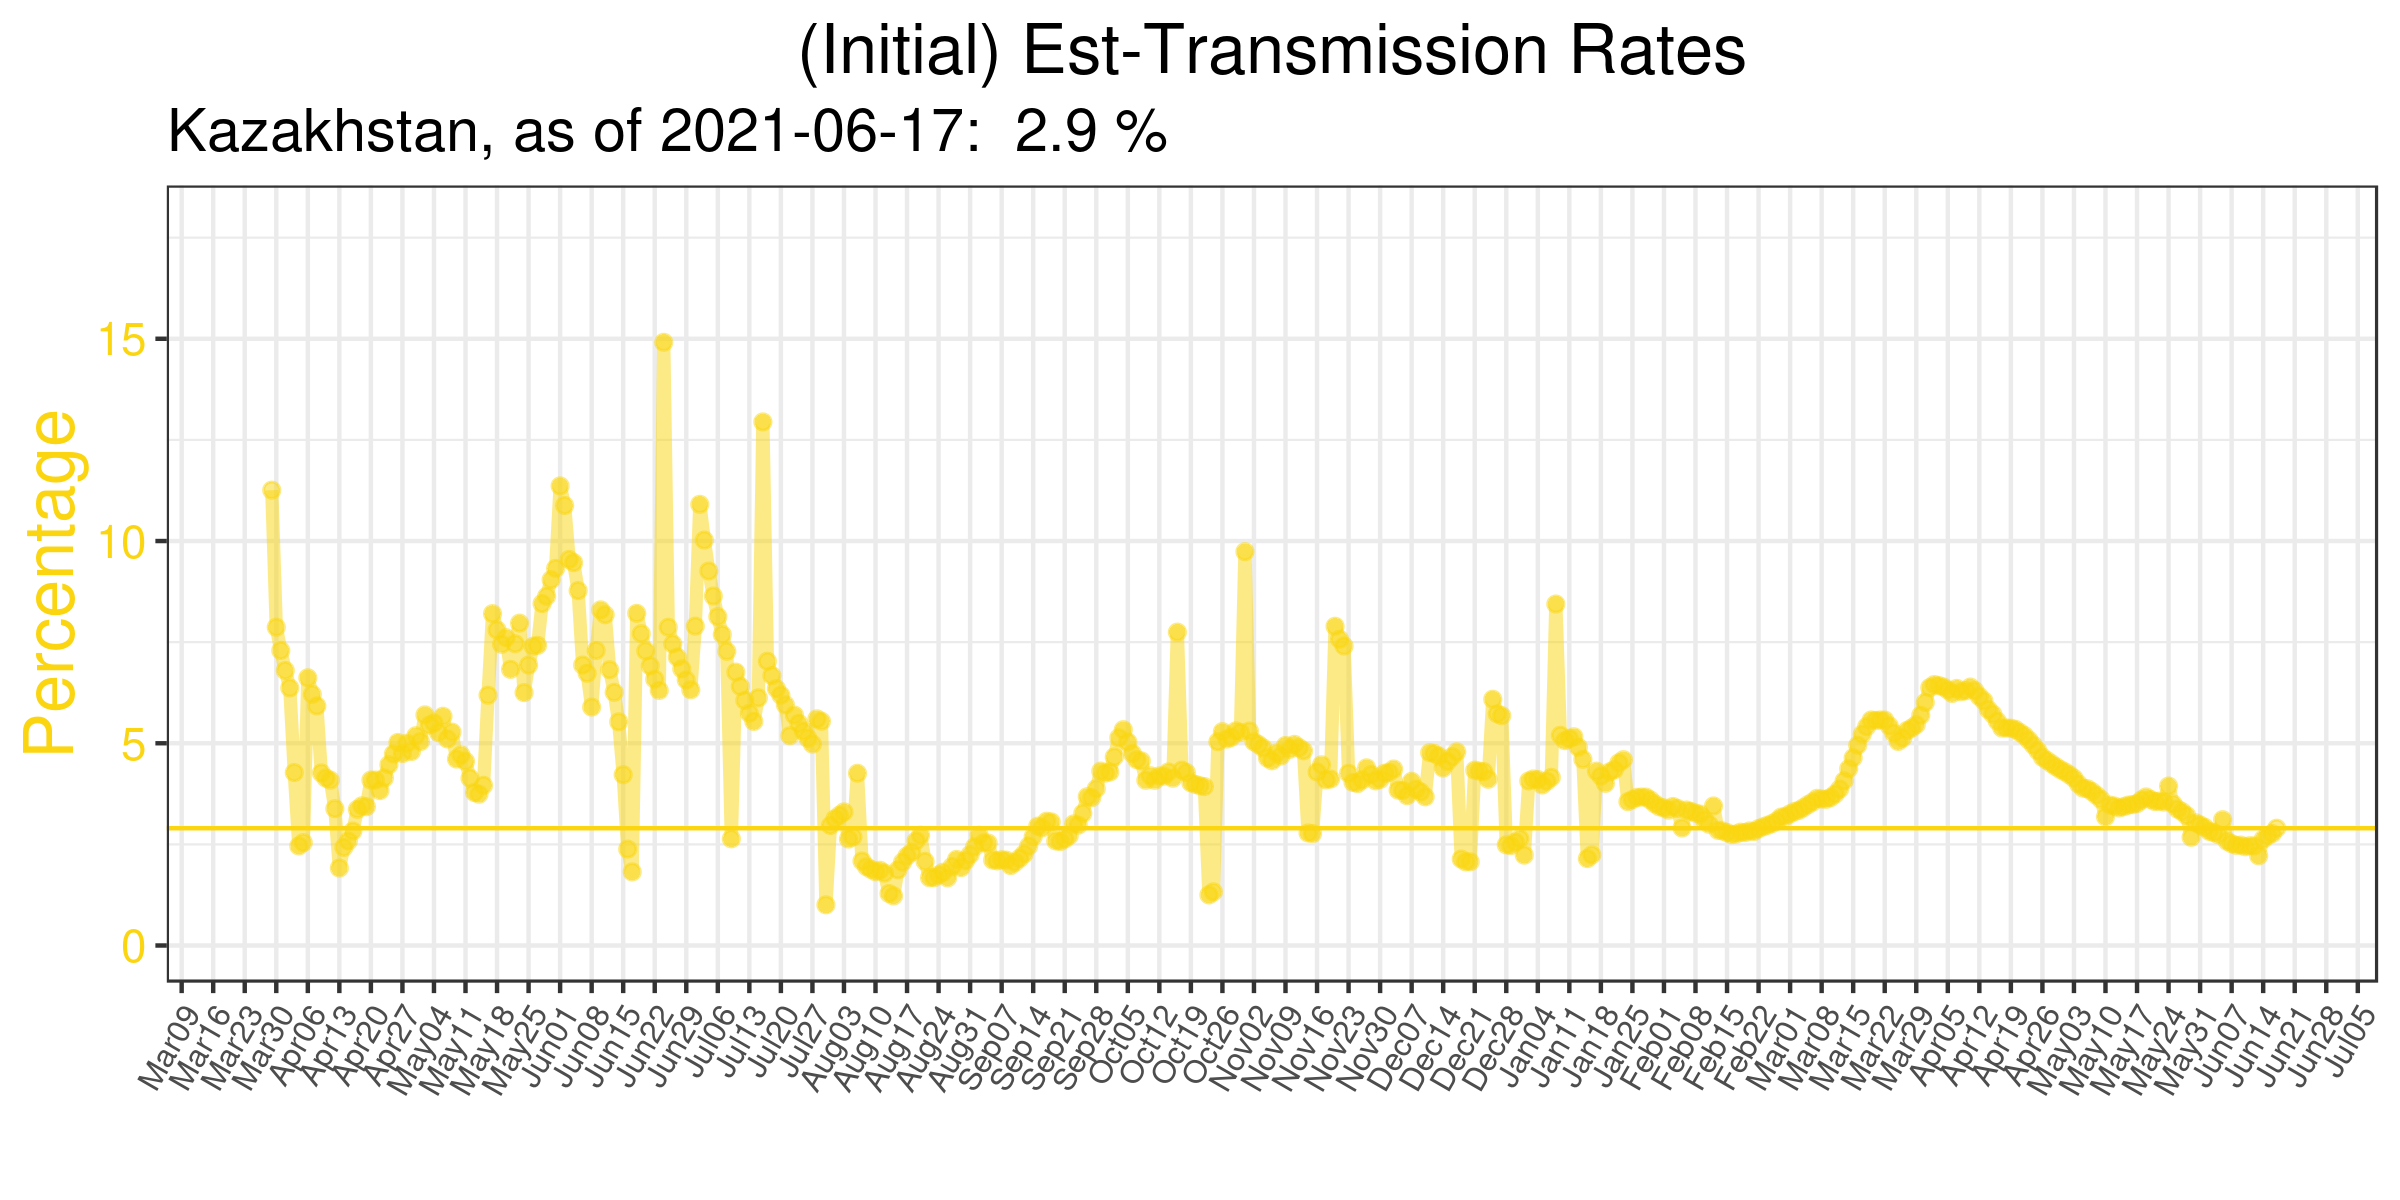 (Initial) Est-Transmission Rates
Kazakhstan, as of 2021-06-17:  2.9 %
Percentage
15
10
5
0
Mar09
Mar16
Mar23
Mar30
Apr06
Apr13
Apr20
Apr27
May04
May11
May18
May25
Jun01
Jun08
Jun15
Jun22
Jun29
Jul06
Jul13
Jul20
Jul27
Aug03
Aug10
Aug17
Aug24
Aug31
Sep07
Sep14
Sep21
Sep28
Oct05
Oct12
Oct19
Oct26
Nov02
Nov09
Nov16
Nov23
Nov30
Dec07
Dec14
Dec21
Dec28
Jan04
Jan11
Jan18
Jan25
Feb01
Feb08
Feb15
Feb22
Mar01
Mar08
Mar15
Mar22
Mar29
Apr05
Apr12
Apr19
Apr26
May03
May10
May17
May24
May31
Jun07
Jun14
Jun21
Jun28
Jul05